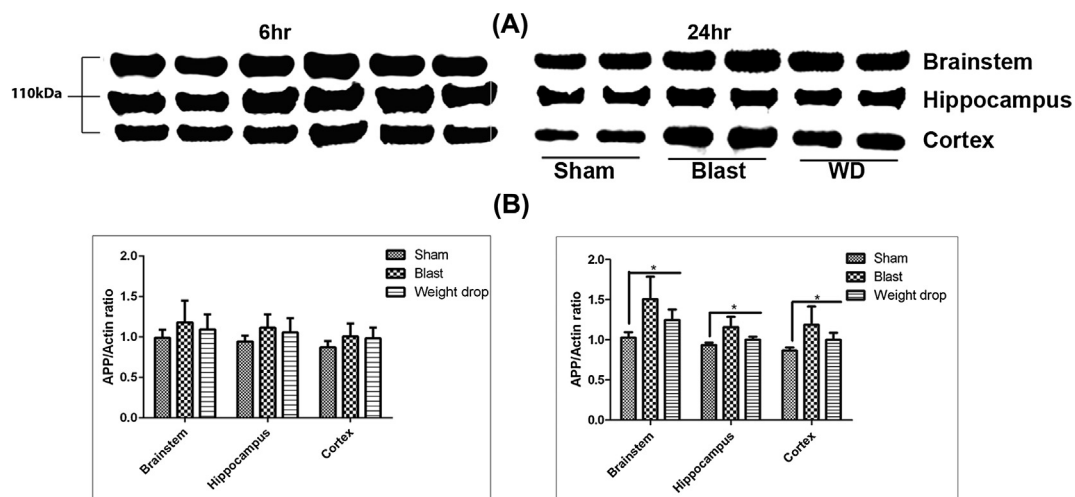 (A)
6hr
24hr
110kDa
Brainstem
Hippocampus
Cortex
Sham
Blast
WD
(B)
APP/Actin ratio
2.0
1.5
1.0
0.5
0.0
Sham
Blast
Weight drop
Brainstem
Hippocampus
Cortex
APP/Actin ratio
2.0
1.5
1.0
0.5
0.0
*
*
*
Sham
Blast
Weight drop
Brainstem
Hippocampus
Cortex